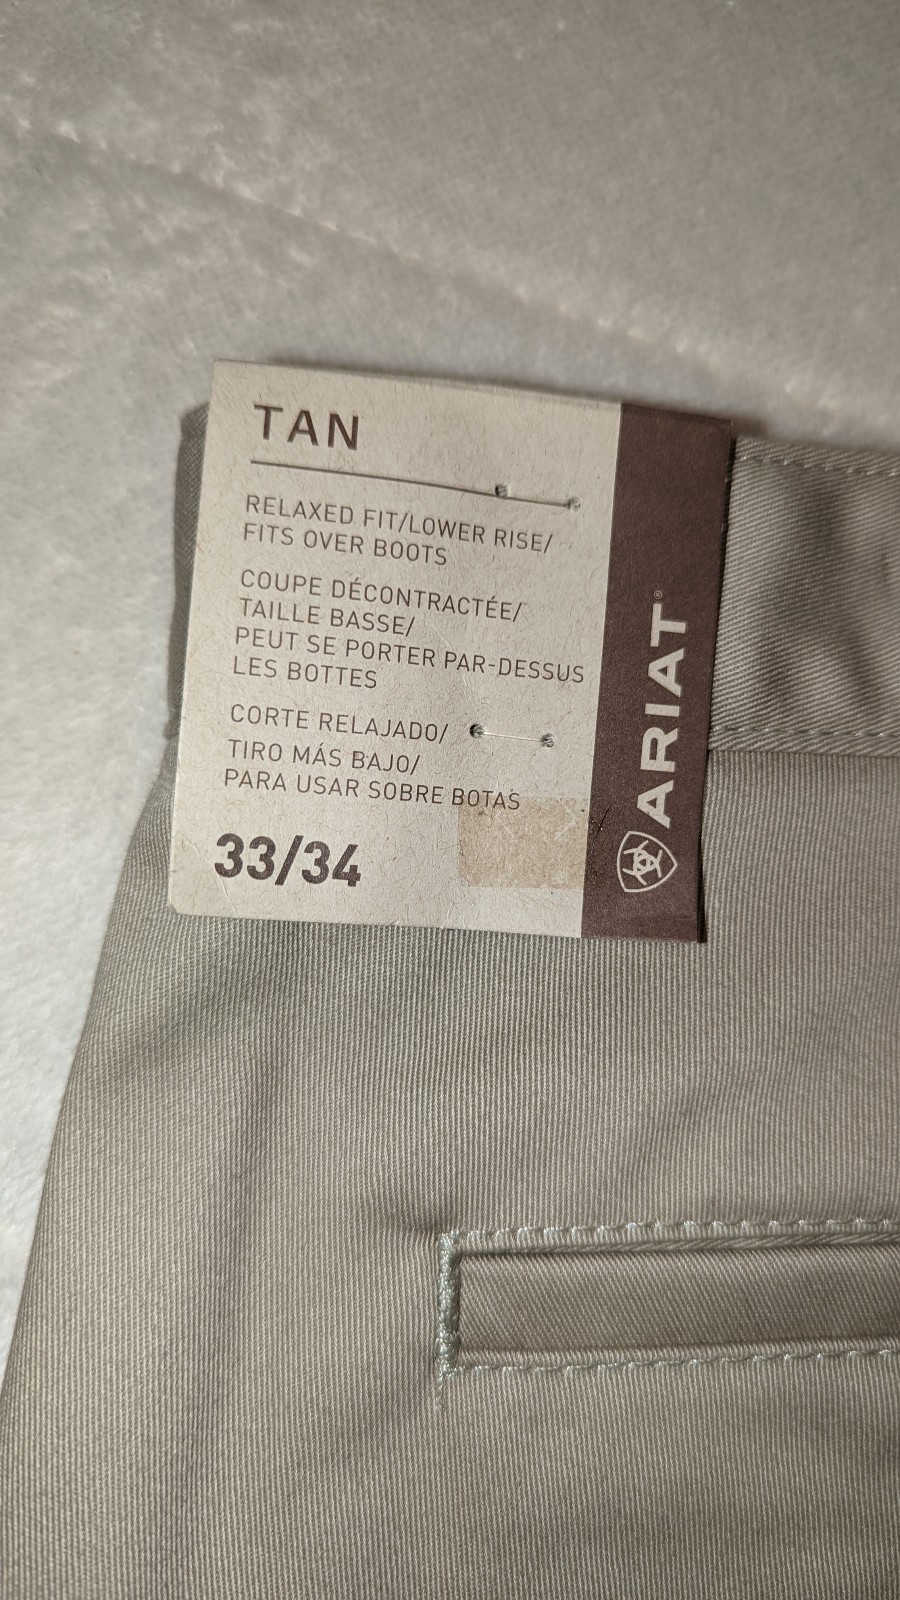 TAN
RELAXED FIT/LOWER RISE/
FITS OVER BOOTS
COUPE DÉCONTRACTÉE/
TAILLE BASSE/
PEUT SE PORTER PAR-DESSUS
LES BOTTES
CORTE RELAJADO/
TIRO MÁS BAJO/
PARA USAR SOBRE BOTAS
33/34
ARIAT®